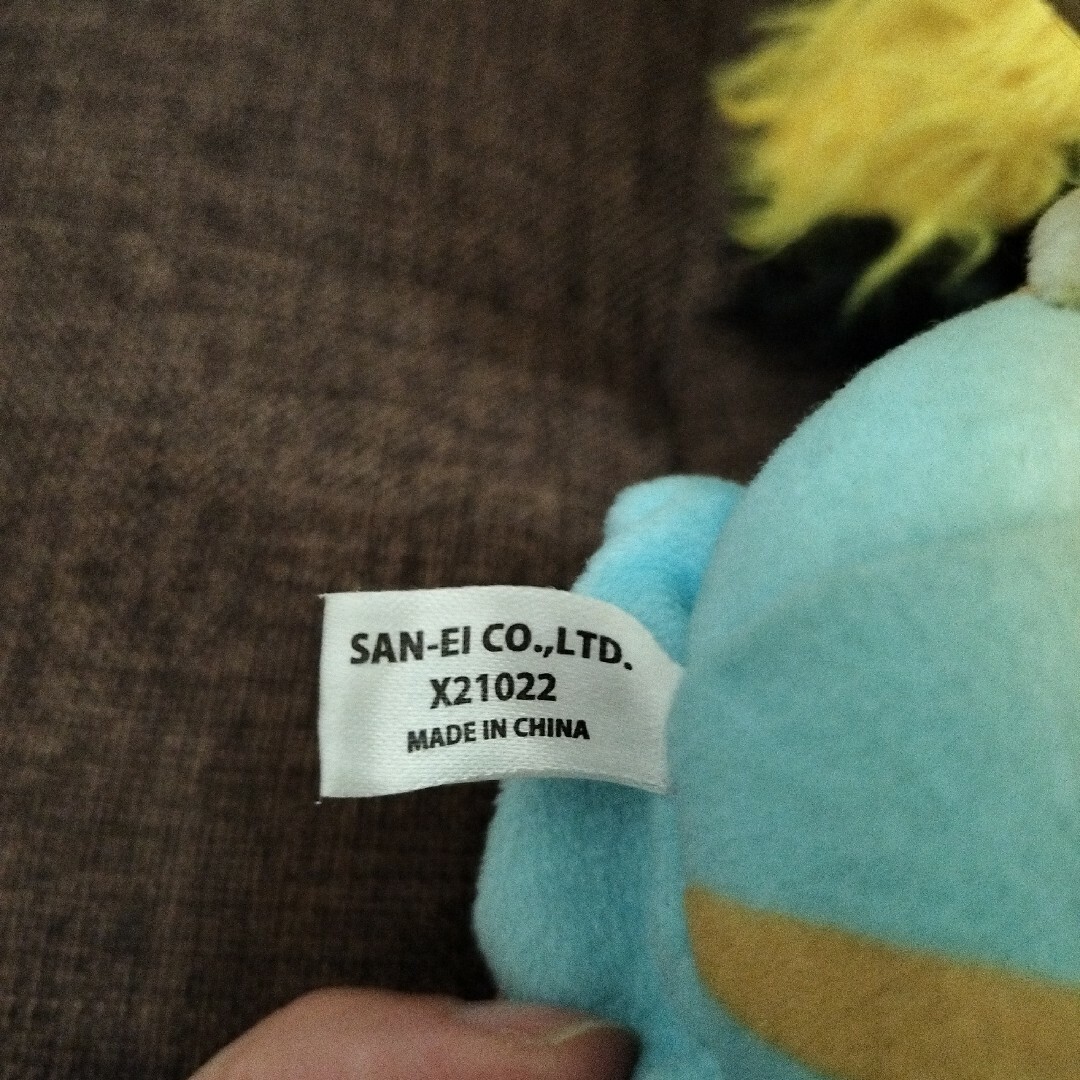 SAN-EI CO.,LTD.
X21022
MADE IN CHINA